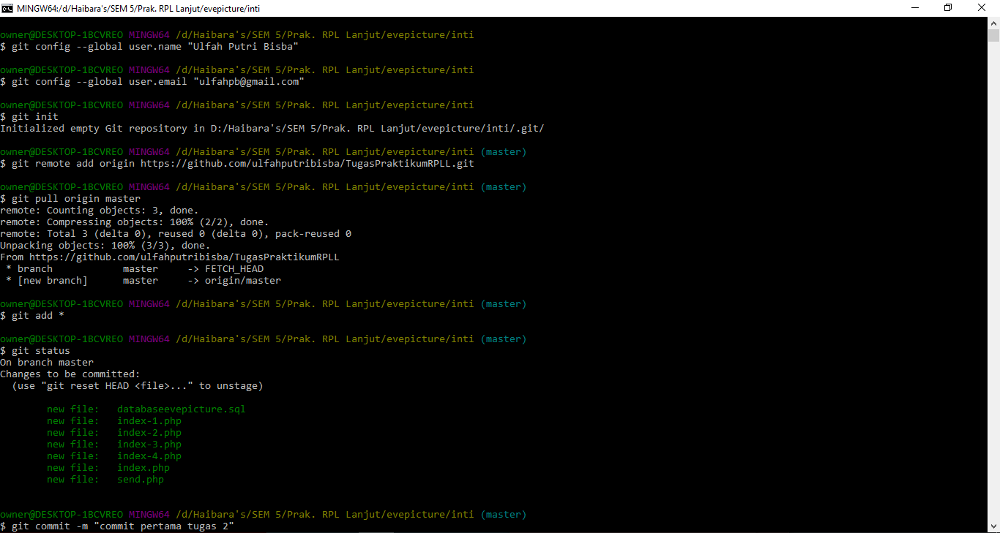 MINGW64:/d/Haibara's/SEM 5/Prak. RPL Lanjut/evepicture/inti
owner@DESKTOP-1BCVREO MINGW64 /d/Haibara's/SEM 5/Prak. RPL Lanjut/evepicture/inti
$ git config --global user.name "Ulfah Putri Bisba"
owner@DESKTOP-1BCVREO MINGW64 /d/Haibara's/SEM 5/Prak. RPL Lanjut/evepicture/inti
$ git config --global user.email "ulfahpb@gmail.com"
owner@DESKTOP-1BCVREO MINGW64 /d/Haibara's/SEM 5/Prak. RPL Lanjut/evepicture/inti
$ git init
Initialized empty Git repository in D:/Haibara's/SEM 5/Prak. RPL Lanjut/evepicture/inti/.git/
owner@DESKTOP-1BCVREO MINGW64 /d/Haibara's/SEM 5/Prak. RPL Lanjut/evepicture/inti (master)
$ git remote add origin https://github.com/ulfahputribisba/TugasPraktikumRPLL.git
owner@DESKTOP-1BCVREO MINGW64 /d/Haibara's/SEM 5/Prak. RPL Lanjut/evepicture/inti (master)
$ git pull origin master
remote: Counting objects: 3, done.
remote: Compressing objects: 100% (2/2), done.
remote: Total 3 (delta 0), reused 0 (delta 0), pack-reused 0
Unpacking objects: 100% (3/3), done.
From https://github.com/ulfahputribisba/TugasPraktikumRPLL
 * branch            master     -> FETCH_HEAD
 * [new branch]      master     -> origin/master
owner@DESKTOP-1BCVREO MINGW64 /d/Haibara's/SEM 5/Prak. RPL Lanjut/evepicture/inti (master)
$ git add *
owner@DESKTOP-1BCVREO MINGW64 /d/Haibara's/SEM 5/Prak. RPL Lanjut/evepicture/inti (master)
$ git status
On branch master
Changes to be committed:
  (use "git reset HEAD <file>..." to unstage)
        new file:   databaseevepicture.sql
        new file:   index-1.php
        new file:   index-2.php
        new file:   index-3.php
        new file:   index-4.php
        new file:   index.php
        new file:   send.php
owner@DESKTOP-1BCVREO MINGW64 /d/Haibara's/SEM 5/Prak. RPL Lanjut/evepicture/inti (master)
$ git commit -m "commit pertama tugas 2"